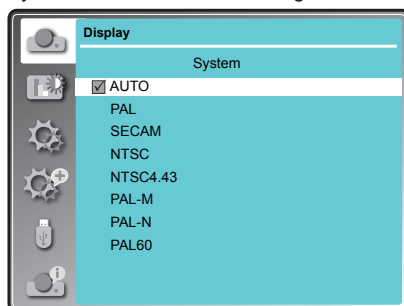 Display
System
AUTO
PAL
SECAM
NTSC
NTSC4.43
PAL-M
PAL-N
PAL60